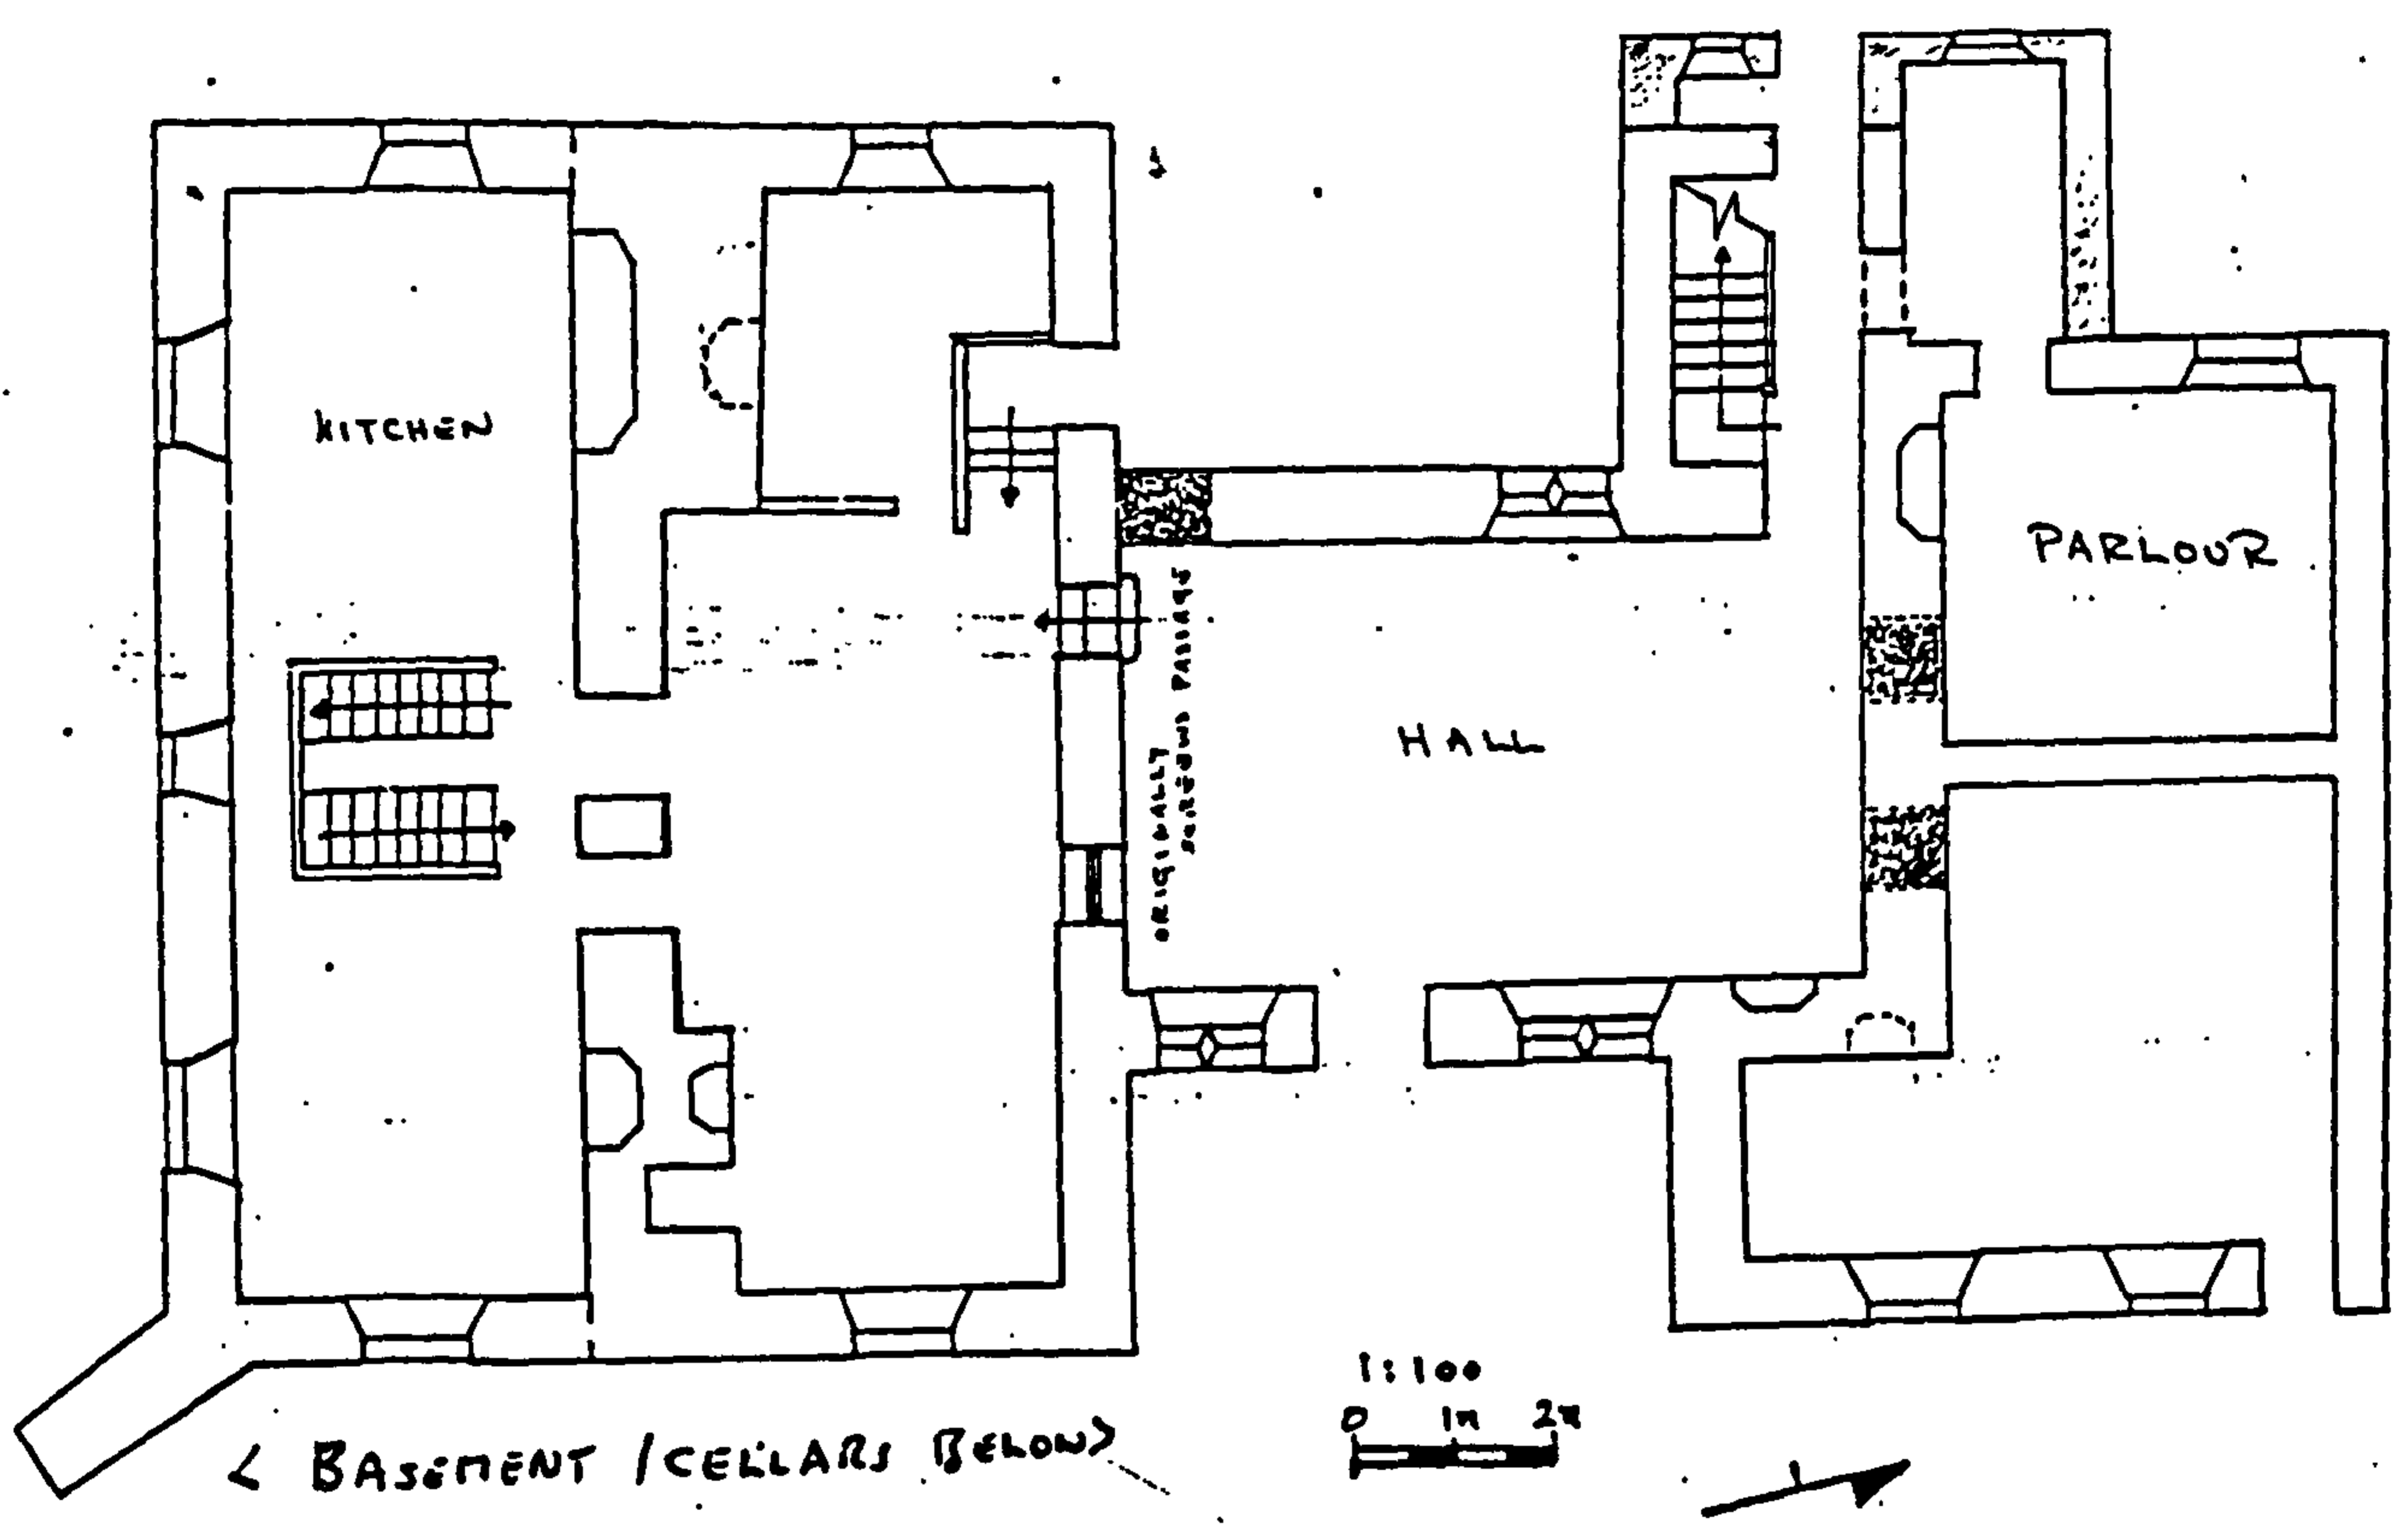 KITCHEN
PARLOUR
HALL
ORIGINALLY
SCREENS PASSAGE
1:100
0 1m 2m
< BASEMENT / CELLARS BELOW >